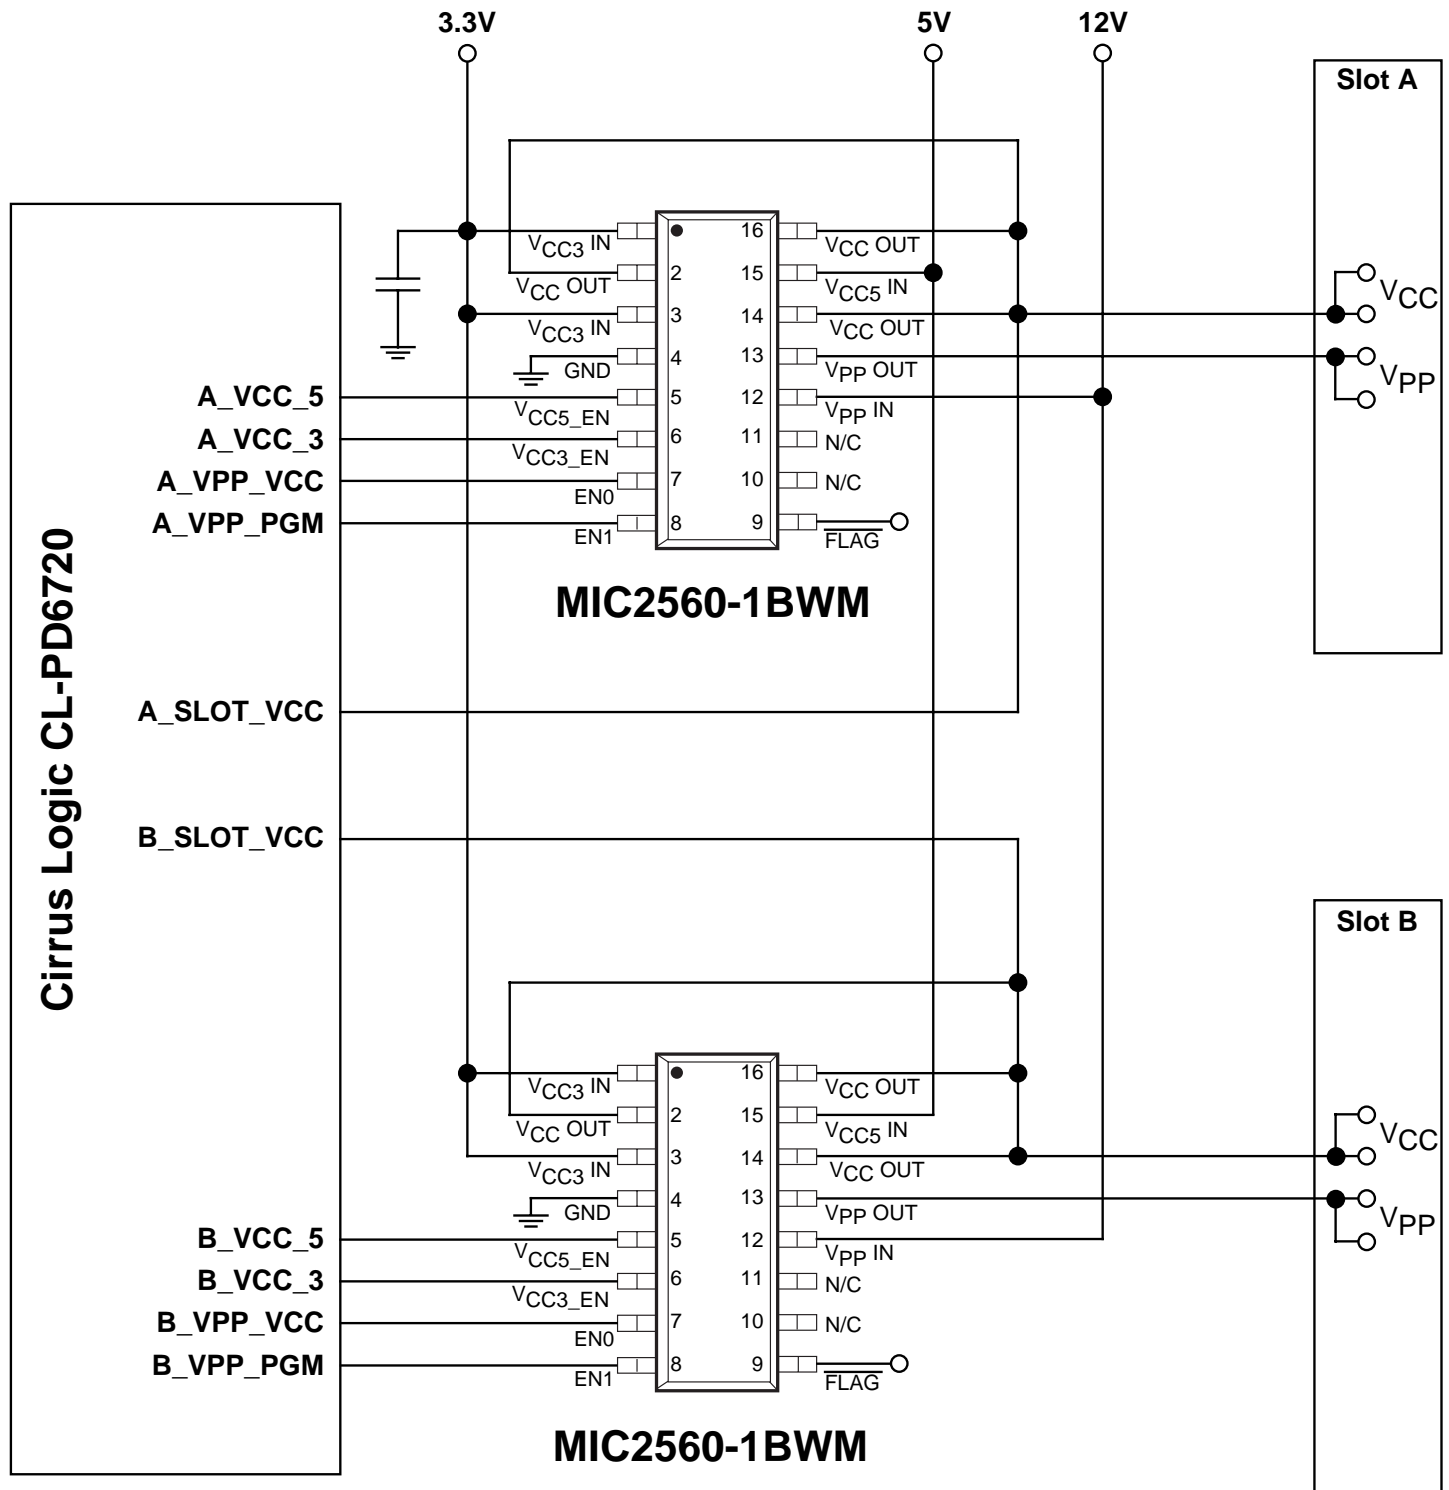 3.3V 5V 12V
Slot A
Cirrus Logic CL-PD6720
A_VCC_5
A_VCC_3
A_VPP_VCC
A_VPP_PGM
A_SLOT_VCC
B_SLOT_VCC
B_VCC_5
B_VCC_3
B_VPP_VCC
B_VPP_PGM
VCC3 IN 16 VCC OUT
VCC OUT 2 15 VCC5 IN
VCC3 IN 3 14 VCC OUT
GND 4 13 VPP OUT
VCC5_EN 5 12 VPP IN
VCC3_EN 6 11 N/C
EN0 7 10 N/C
EN1 8 9 FLAG
MIC2560-1BWM
VCC
VPP
Slot B
VCC3 IN 16 VCC OUT
VCC OUT 2 15 VCC5 IN
VCC3 IN 3 14 VCC OUT
GND 4 13 VPP OUT
VCC5_EN 5 12 VPP IN
VCC3_EN 6 11 N/C
EN0 7 10 N/C
EN1 8 9 FLAG
MIC2560-1BWM
VCC
VPP